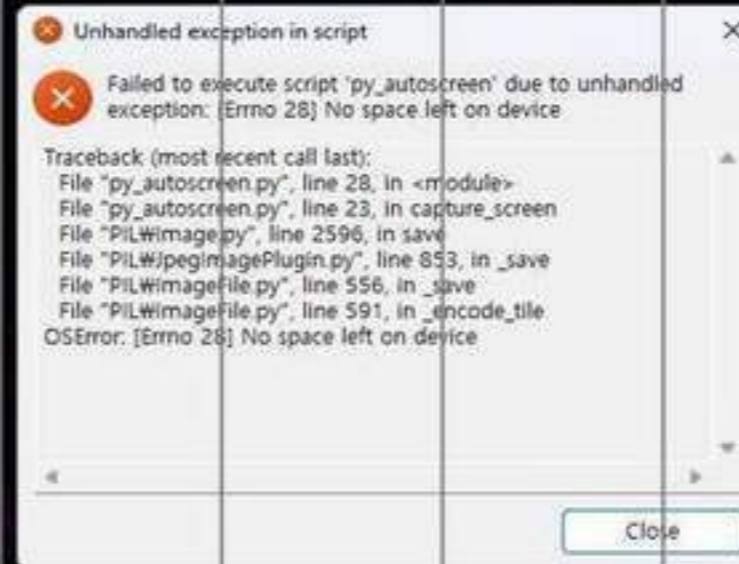 Unhandled exception in script
Failed to execute script 'py_autoscreen' due to unhandled
exception: [Errno 28] No space left on device
Traceback (most recent call last):
File "py_autoscreen.py", line 28, in <module>
File "py_autoscreen.py", line 23, in capture_screen
File "PIL₩Image.py", line 2596, in save
File "PIL₩JpegImagePlugin.py", line 853, in _save
File "PIL₩ImageFile.py", line 556, in _save
File "PIL₩ImageFile.py", line 591, in _encode_tile
OSError: [Errno 28] No space left on device
Close